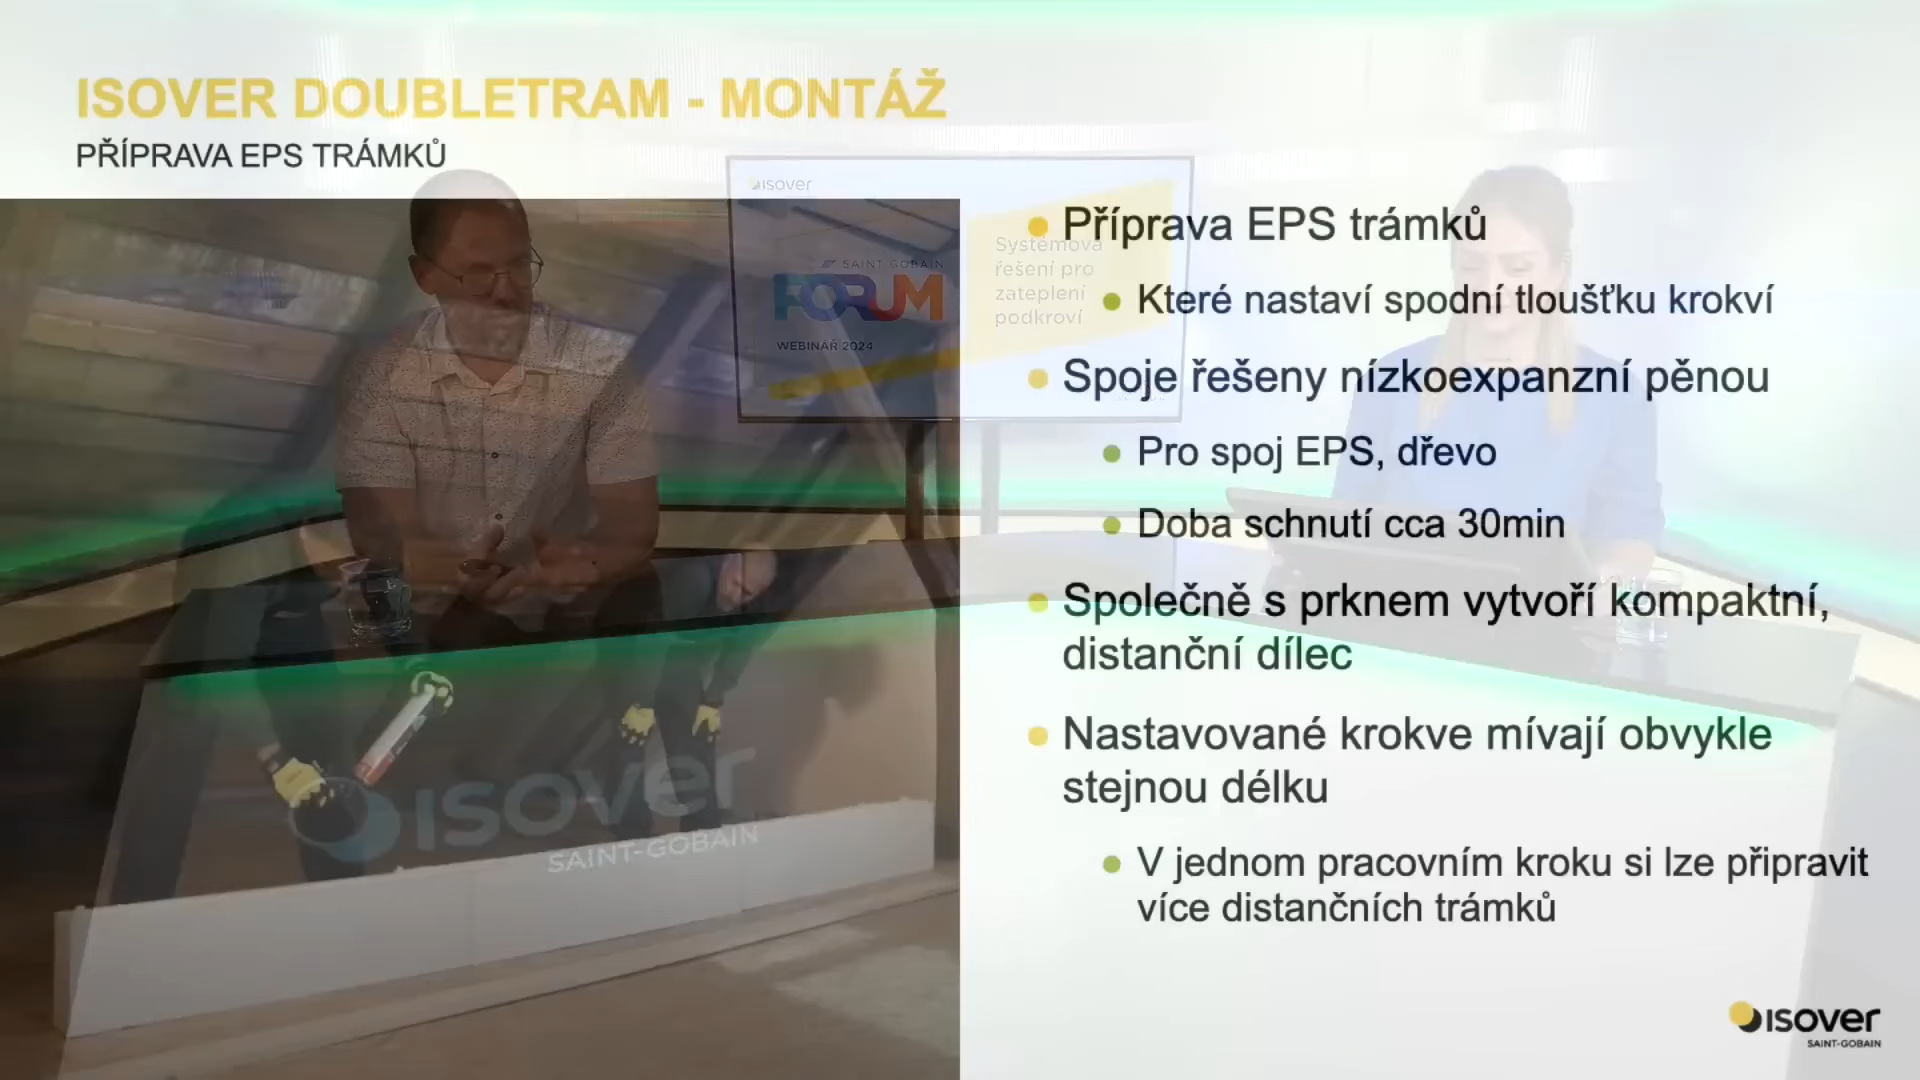 ISOVER DOUBLETRAM - MONTÁŽ
PŘÍPRAVA EPS TRÁMKŮ
isover
SAINT-GOBAIN
FORUM
WEBINÁŘ 2024
Systémová
řešení pro
zateplení
podkroví
Příprava EPS trámků
Které nastaví spodní tloušťku krokví
Spoje řešeny nízkoexpanzní pěnou
Pro spoj EPS, dřevo
Doba schnutí cca 30min
Společně s prknem vytvoří kompaktní,
distanční dílec
Nastavované krokve mívají obvykle
stejnou délku
V jednom pracovním kroku si lze připravit
více distančních trámků
isover
SAINT-GOBAIN
isover
SAINT-GOBAIN